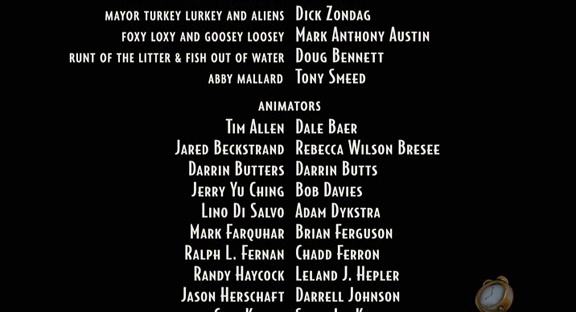 MAYOR TURKEY LURKEY AND ALIENS DICK ZONDAG
FOXY LOXY AND GOOSEY LOOSEY MARK ANTHONY AUSTIN
RUNT OF THE LITTER & FISH OUT OF WATER DOUG BENNETT
ABBY MALLARD TONY SMEED
ANIMATORS
TIM ALLEN DALE BAER
JARED BECKSTRAND REBECCA WILSON BRESEE
DARRIN BUTTERS DARRIN BUTTS
JERRY YU CHING BOB DAVIES
LINO DI SALVO ADAM DYKSTRA
MARK FARQUHAR BRIAN FERGUSON
RALPH L. FERNAN CHADD FERRON
RANDY HAYCOCK LELAND J. HEPLER
JASON HERSCHAFT DARRELL JOHNSON